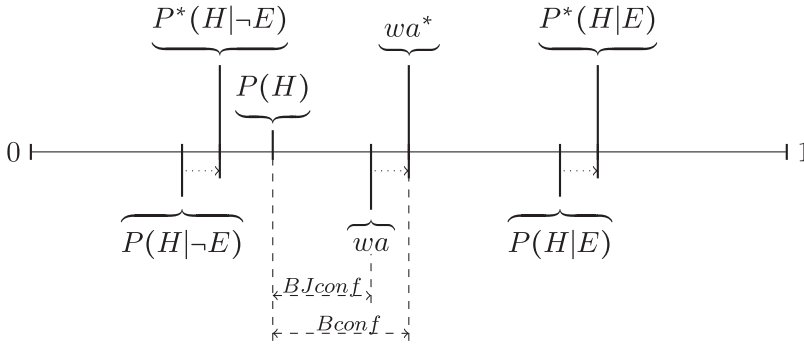 P*(H|¬E)
wa*
P*(H|E)
P(H)
0
1
P(H|¬E)
wa
P(H|E)
BJconf
Bconf